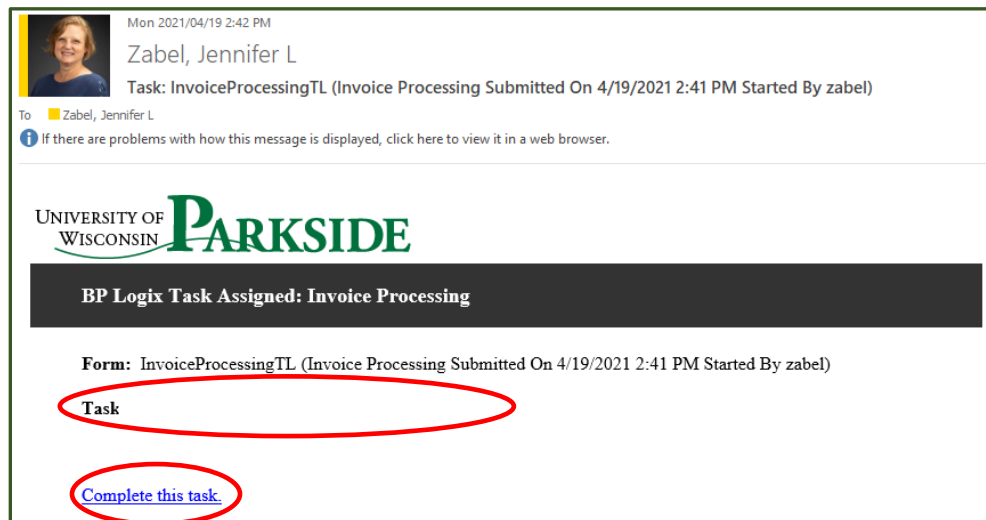 Mon 2021/04/19 2:42 PM
Zabel, Jennifer L
Task: InvoiceProcessingTL (Invoice Processing Submitted On 4/19/2021 2:41 PM Started By zabel)
To Zabel, Jennifer L
If there are problems with how this message is displayed, click here to view it in a web browser.
UNIVERSITY OF
WISCONSIN PARKSIDE
BP Logix Task Assigned: Invoice Processing
Form: InvoiceProcessingTL (Invoice Processing Submitted On 4/19/2021 2:41 PM Started By zabel)
Task
Complete this task.